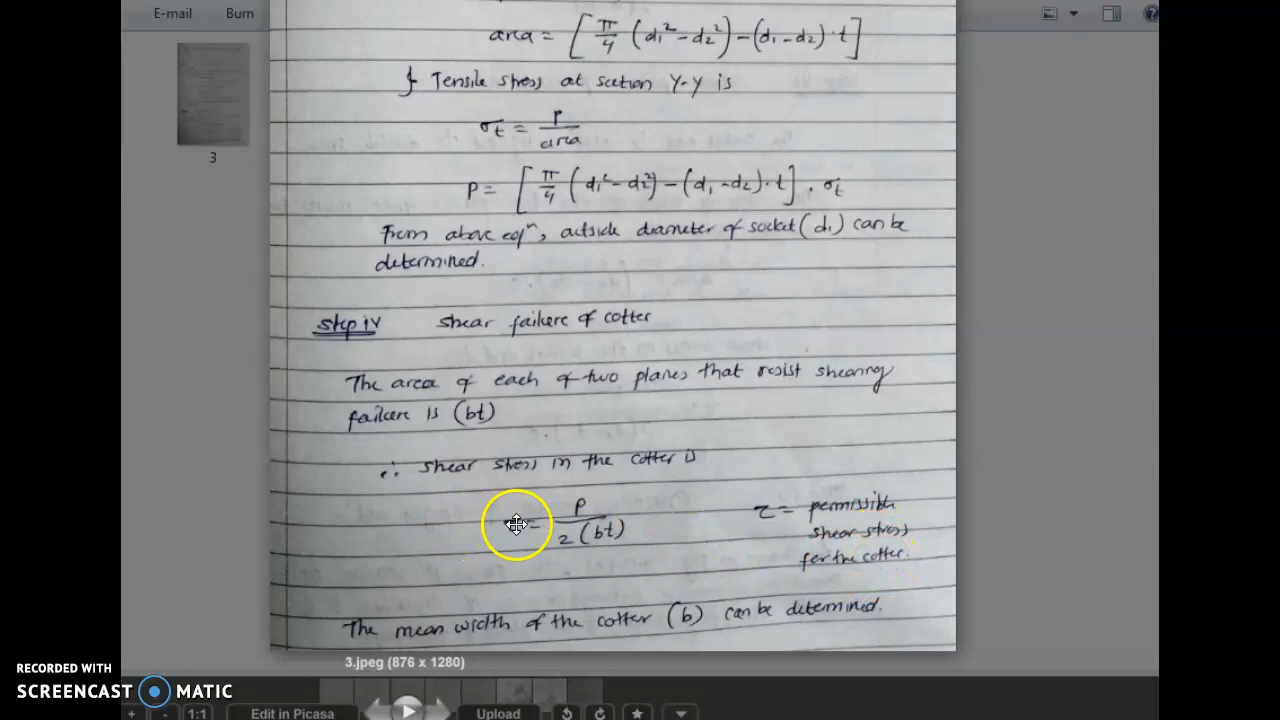 E-mail Burn
area = [ π/4 (d₁² - d₂²) - (d₁ - d₂) · t ]
} Tensile stress at section Y-Y is
σt = P/area
P = [ π/4 (d₁² - d₂²) - (d₁ - d₂) · t ] . σt
From above eqⁿ, outside diameter of socket (d₁) can be
determined.
3
Step iv shear failure of cotter
The area of each of two planes that resist shearing
failure is (bt)
∴ shear stress in the cotter is
= P/2(bt)
τ = permissible
shear stress
for the cotter.
The mean width of the cotter (b) can be determined.
3.jpeg (876 x 1280)
RECORDED WITH
SCREENCAST MATIC
1:1 Edit in Picasa Upload